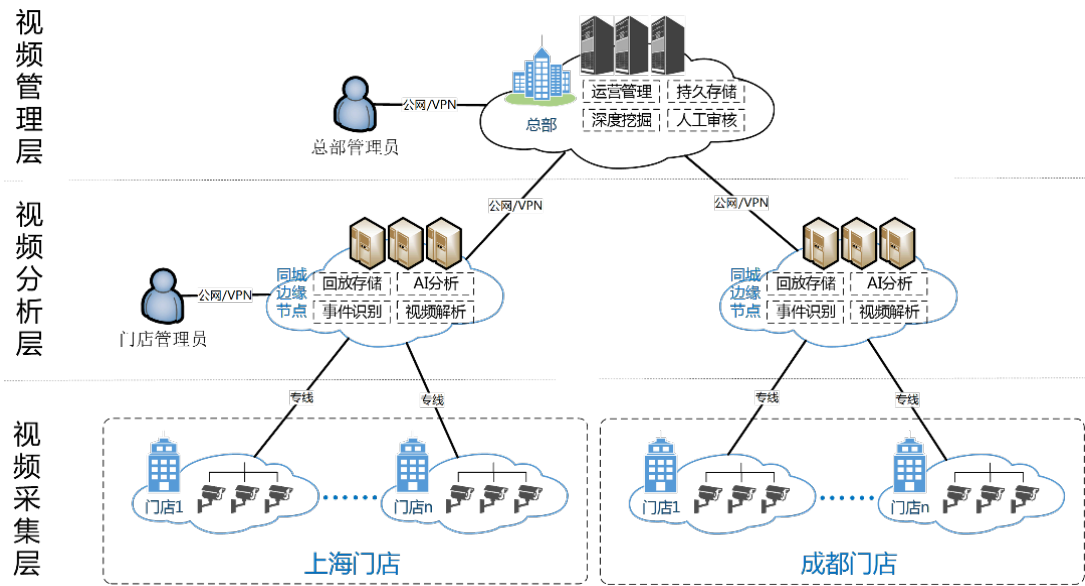 视频管理层
运营管理
持久存储
深度挖掘
人工审核
总部
公网/VPN
总部管理员
公网/VPN
公网/VPN
视频分析层
同城边缘节点
回放存储
AI分析
事件识别
视频解析
公网/VPN
门店管理员
同城边缘节点
回放存储
AI分析
事件识别
视频解析
专线
专线
专线
专线
视频采集层
门店1
门店n
上海门店
门店1
门店n
成都门店